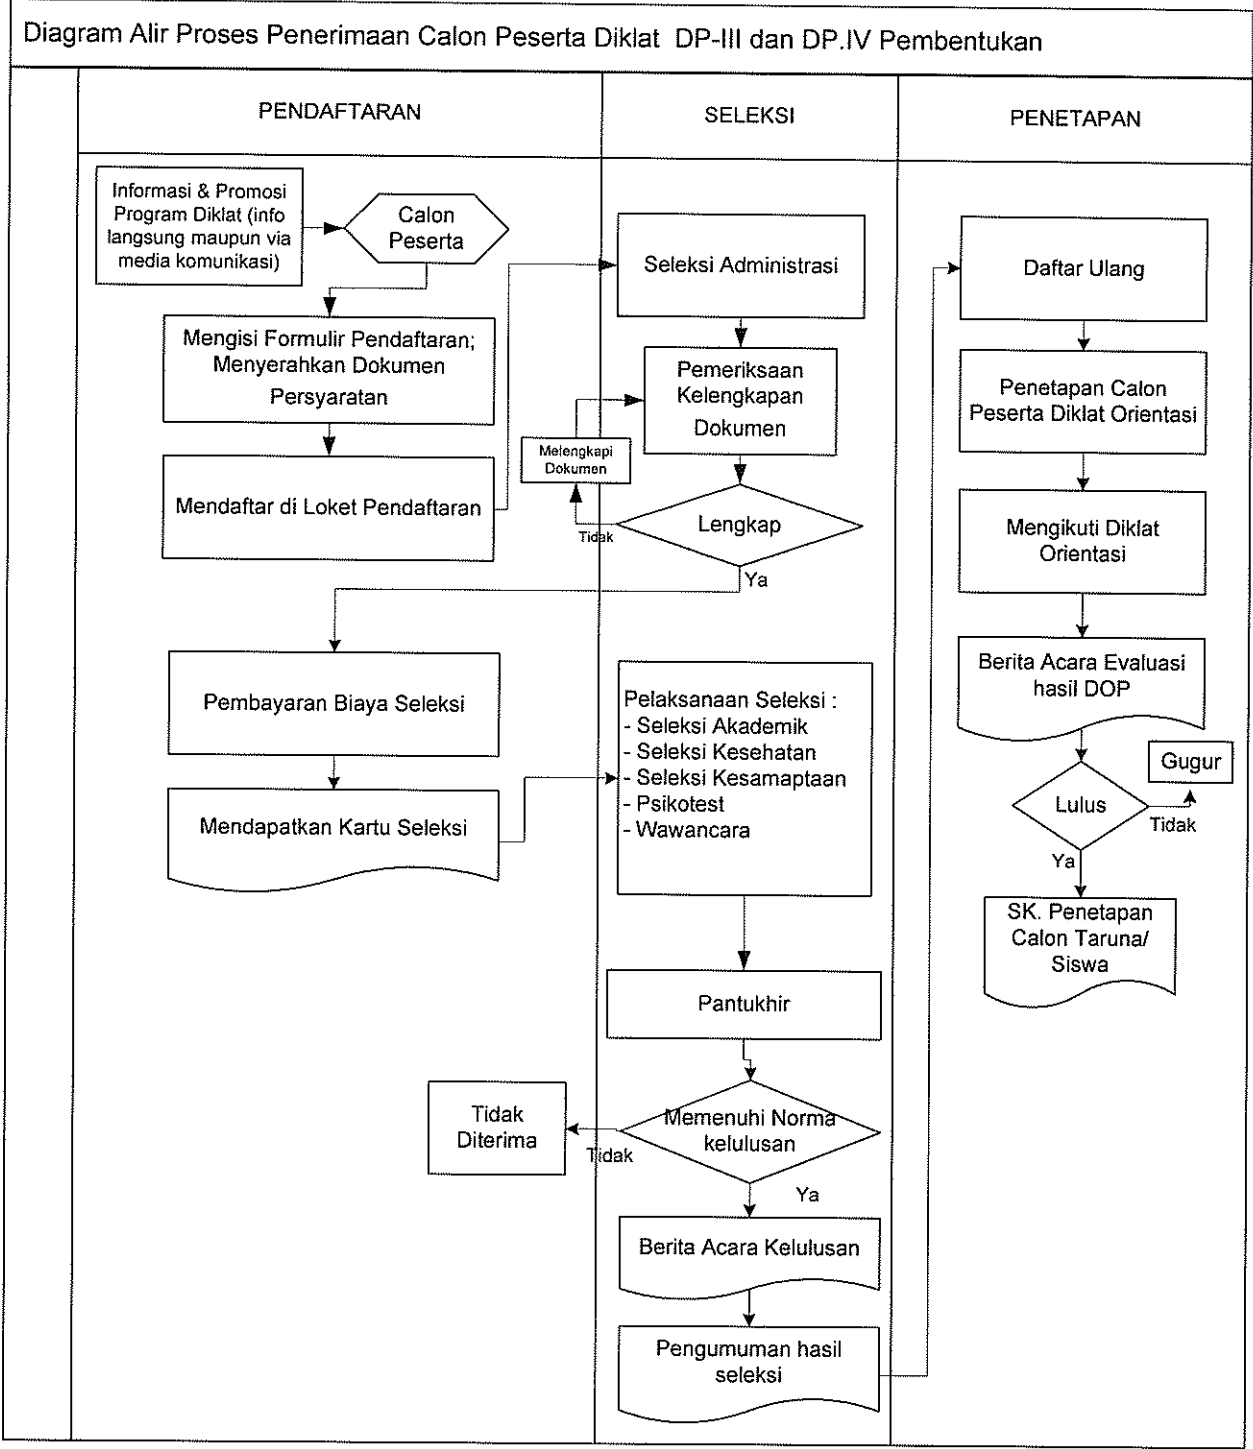 Diagram Alir Proses Penerimaan Calon Peserta Diklat DP-III dan DP.IV Pembentukan
PENDAFTARAN
SELEKSI
PENETAPAN
Informasi & Promosi
Program Diklat (info
langsung maupun via
media komunikasi)
Calon
Peserta
Mengisi Formulir Pendaftaran;
Menyerahkan Dokumen
Persyaratan
Mendaftar di Loket Pendaftaran
Seleksi Administrasi
Pemeriksaan
Kelengkapan
Dokumen
Melengkapi
Dokumen
Lengkap
Tidak
Ya
Pembayaran Biaya Seleksi
Mendapatkan Kartu Seleksi
Pelaksanaan Seleksi :
- Seleksi Akademik
- Seleksi Kesehatan
- Seleksi Kesamaptaan
- Psikotest
- Wawancara
Pantukhir
Memenuhi Norma
kelulusan
Tidak
Tidak
Diterima
Ya
Berita Acara Kelulusan
Pengumuman hasil
seleksi
Daftar Ulang
Penetapan Calon
Peserta Diklat Orientasi
Mengikuti Diklat
Orientasi
Berita Acara Evaluasi
hasil DOP
Lulus
Gugur
Tidak
Ya
SK. Penetapan
Calon Taruna/
Siswa